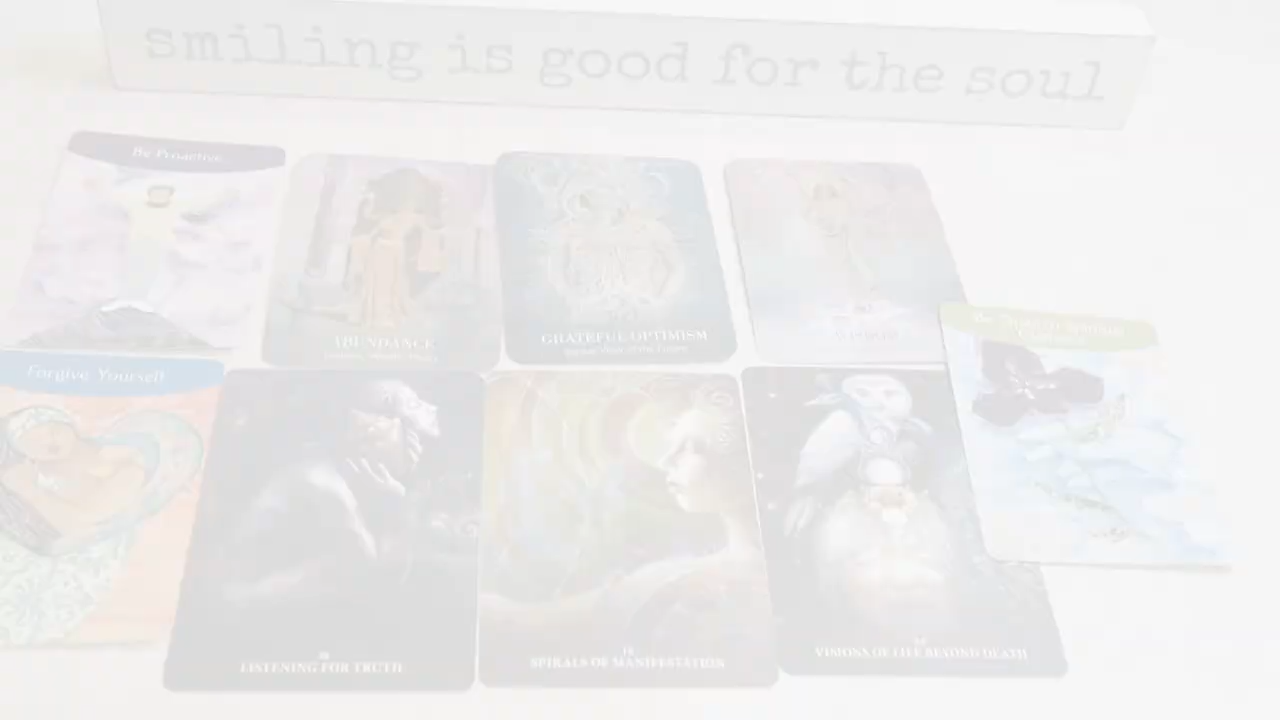 smiling is good for the soul
Be Proactive
ABUNDANCE
GRATEFUL OPTIMISM
Forgive Yourself
LISTENING FOR TRUTH
SPIRALS OF MANIFESTATION
VISIONS OF LIFE BEYOND DEATH